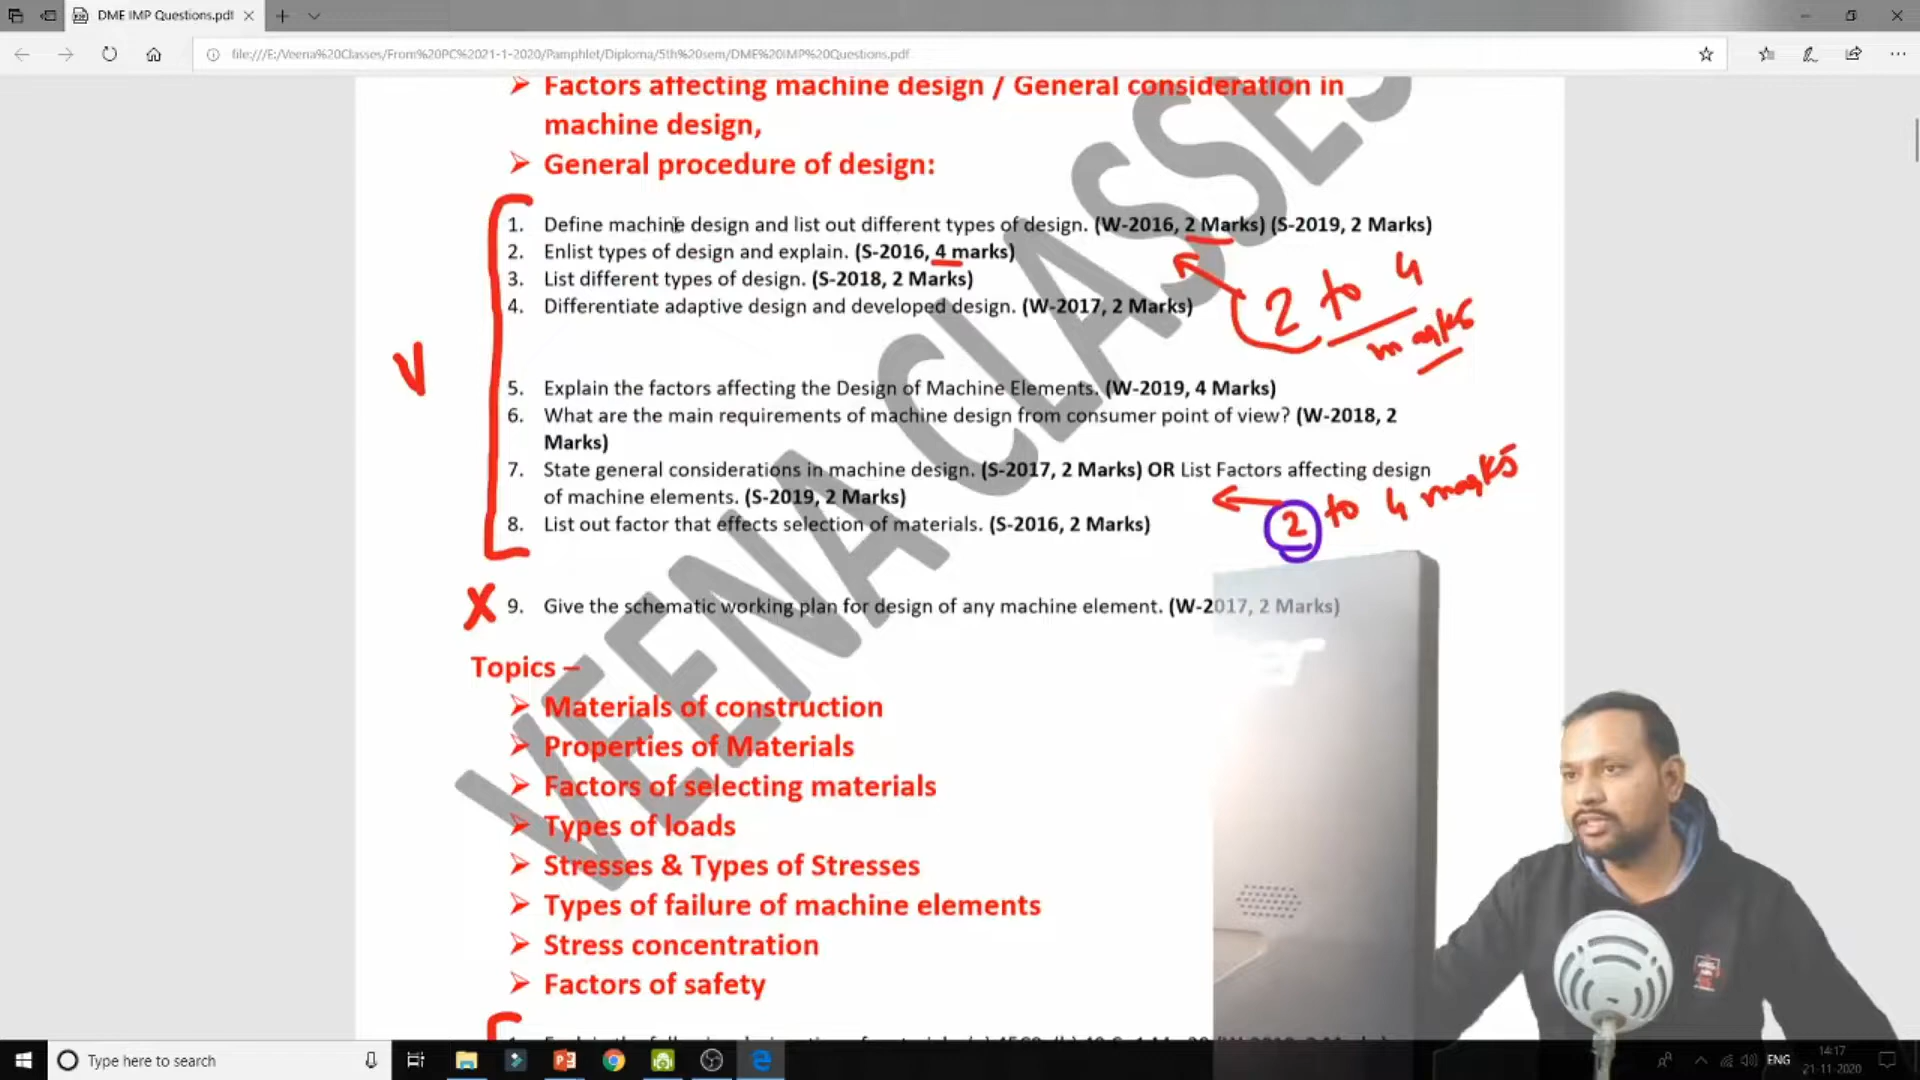 DME IMP Questions.pdf
file:///E:/Veena%20Classes/From%20PC%2021-1-2020/Pamphlet/Diploma/5th%20sem/DME%20IMP%20Questions.pdf
➢ Factors affecting machine design / General consideration in
machine design,
➢ General procedure of design:
1. Define machine design and list out different types of design. (W-2016, 2 Marks) (S-2019, 2 Marks)
2. Enlist types of design and explain. (S-2016, 4 marks)
3. List different types of design. (S-2018, 2 Marks)
4. Differentiate adaptive design and developed design. (W-2017, 2 Marks)
2 to 4
marks
V
5. Explain the factors affecting the Design of Machine Elements. (W-2019, 4 Marks)
6. What are the main requirements of machine design from consumer point of view? (W-2018, 2
Marks)
7. State general considerations in machine design. (S-2017, 2 Marks) OR List Factors affecting design
of machine elements. (S-2019, 2 Marks)
8. List out factor that effects selection of materials. (S-2016, 2 Marks)
2 to 4 marks
X
9. Give the schematic working plan for design of any machine element. (W-2017, 2 Marks)
Topics –
➢ Materials of construction
➢ Properties of Materials
➢ Factors of selecting materials
➢ Types of loads
➢ Stresses & Types of Stresses
➢ Types of failure of machine elements
➢ Stress concentration
➢ Factors of safety
VEENA CLASSES
Type here to search
ENG
14:17
21-11-2020